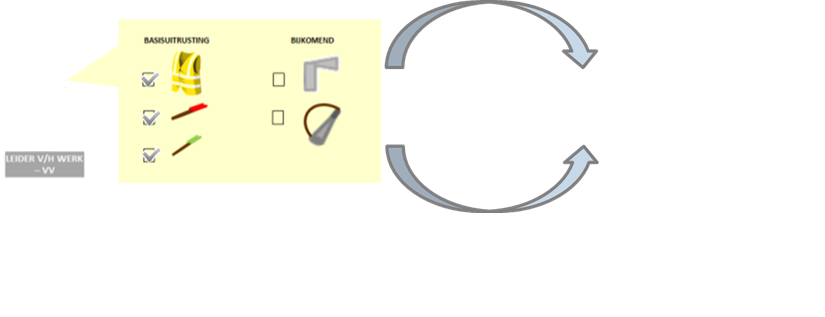 BASISUITRUSTING
BIJKOMEND
LEIDER V/H WERK
– VV